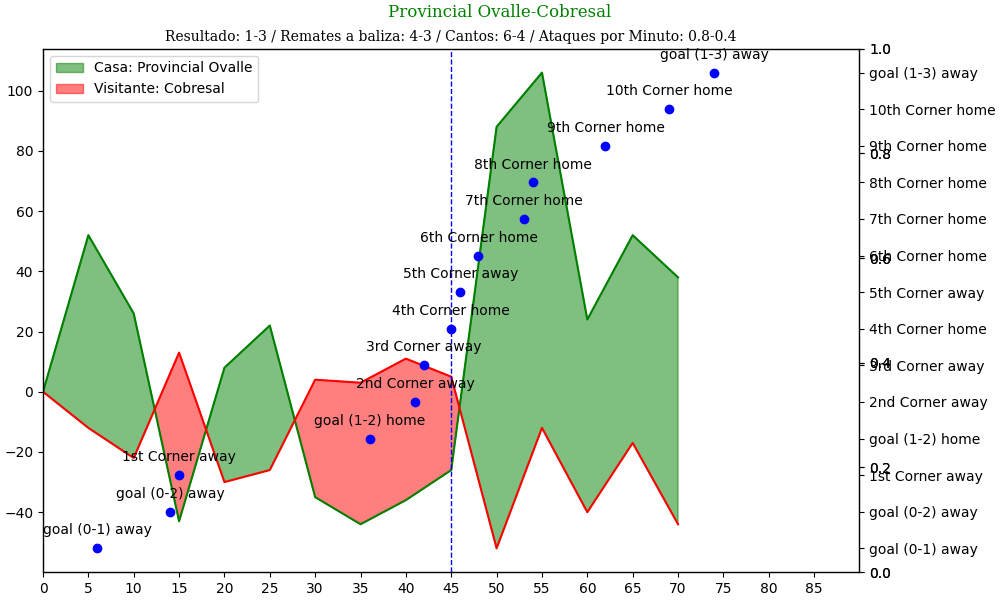 Provincial Ovalle-Cobresal
Resultado: 1-3 / Remates a baliza: 4-3 / Cantos: 6-4 / Ataques por Minuto: 0.8-0.4
Casa: Provincial Ovalle
Visitante: Cobresal
goal (1-3) away
10th Corner home
9th Corner home
8th Corner home
7th Corner home
6th Corner home
5th Corner away
4th Corner home
3rd Corner away
2nd Corner away
goal (1-2) home
1st Corner away
goal (0-2) away
goal (0-1) away
100
80
60
40
20
0
−20
−40
0 5 10 15 20 25 30 35 40 45 50 55 60 65 70 75 80 85
1.0
goal (1-3) away
10th Corner home
9th Corner home
0.8
8th Corner home
7th Corner home
6th Corner home
0.6
5th Corner away
4th Corner home
3rd Corner away
0.4
2nd Corner away
goal (1-2) home
0.2
1st Corner away
goal (0-2) away
goal (0-1) away
0.0